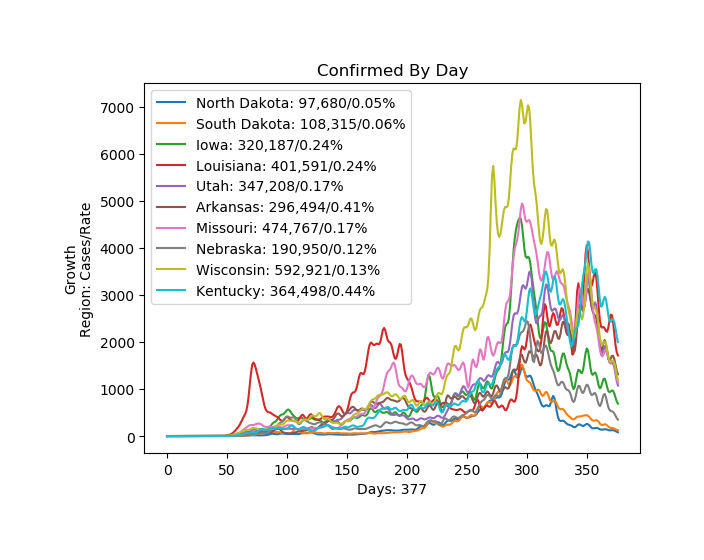 Confirmed By Day
Growth
Region: Cases/Rate
7000
6000
5000
4000
3000
2000
1000
0
North Dakota: 97,680/0.05%
South Dakota: 108,315/0.06%
Iowa: 320,187/0.24%
Louisiana: 401,591/0.24%
Utah: 347,208/0.17%
Arkansas: 296,494/0.41%
Missouri: 474,767/0.17%
Nebraska: 190,950/0.12%
Wisconsin: 592,921/0.13%
Kentucky: 364,498/0.44%
0 50 100 150 200 250 300 350
Days: 377